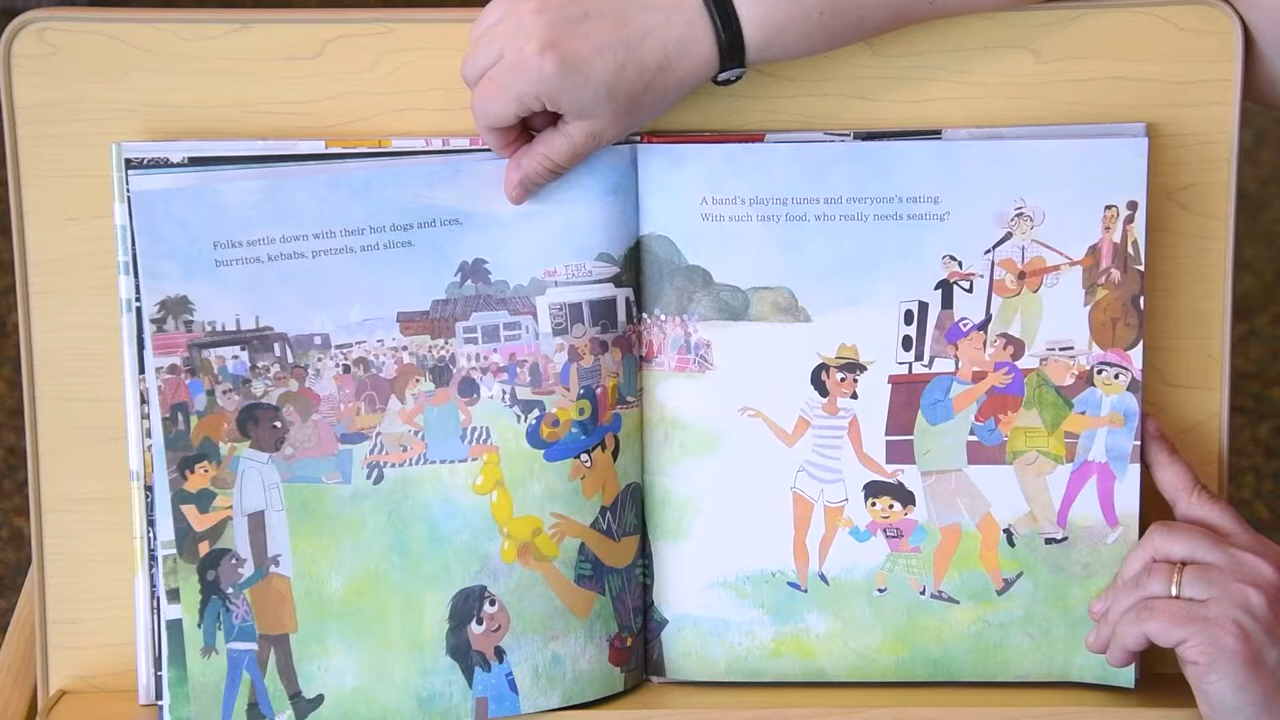 Folks settle down with their hot dogs and ices,
burritos, kebabs, pretzels, and slices.
fresh FISH
TACOS
A band's playing tunes and everyone's eating.
With such tasty food, who really needs seating?